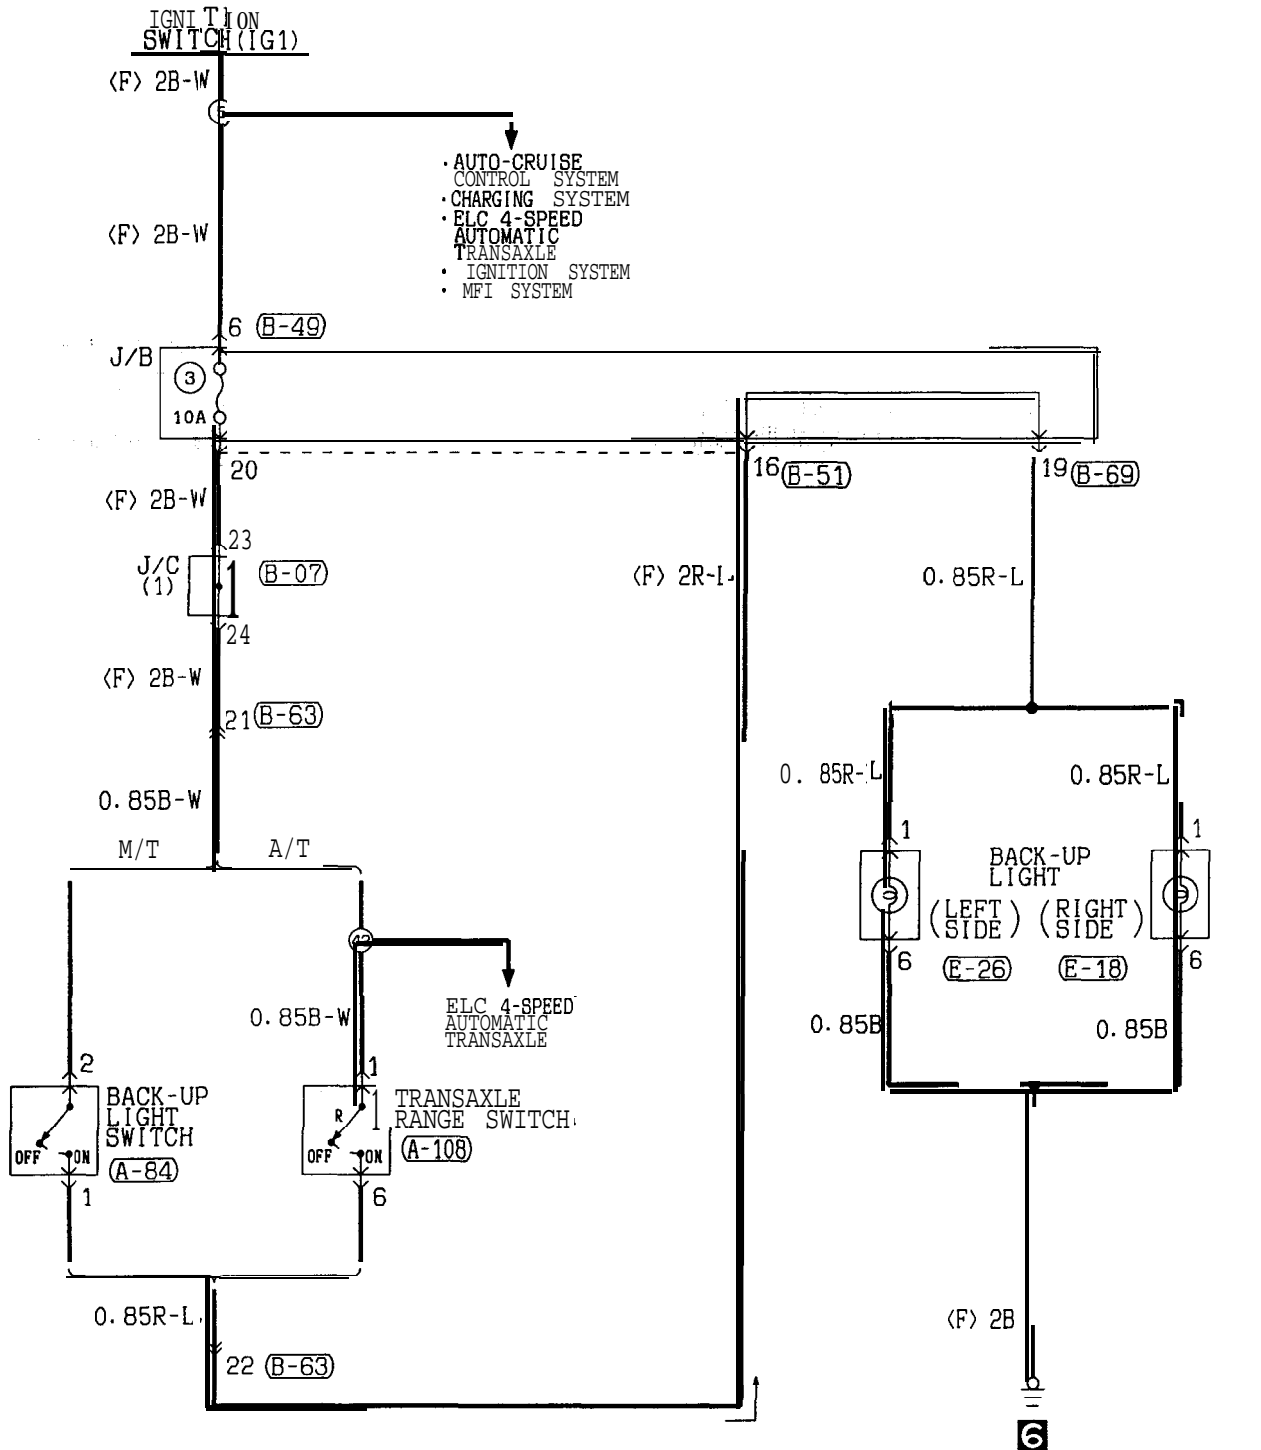 IGNITION
SWITCH(IG1)
〈F〉 2B-W
5
· AUTO-CRUISE
CONTROL SYSTEM
· CHARGING SYSTEM
· ELC 4-SPEED
AUTOMATIC
TRANSAXLE
· IGNITION SYSTEM
· MFI SYSTEM
〈F〉 2B-W
6 (B-49)
J/B
3
10A
20
16 (B-51)
19 (B-69)
〈F〉 2B-W
23
J/C
(1)
(B-07)
〈F〉 2R-L
0.85R-L
24
〈F〉 2B-W
21 (B-63)
0.85R-L
0.85R-L
0.85B-W
M/T
A/T
1
1
BACK-UP
LIGHT
(LEFT
SIDE)
(RIGHT
SIDE)
6
(E-26)
(E-18)
6
ELC 4-SPEED
AUTOMATIC
TRANSAXLE
0.85B-W
0.85B
0.85B
2
1
BACK-UP
LIGHT
SWITCH
(A-84)
OFF
ON
R
OFF
ON
TRANSAXLE
RANGE SWITCH
(A-108)
1
6
0.85R-L
〈F〉 2B
22 (B-63)
6